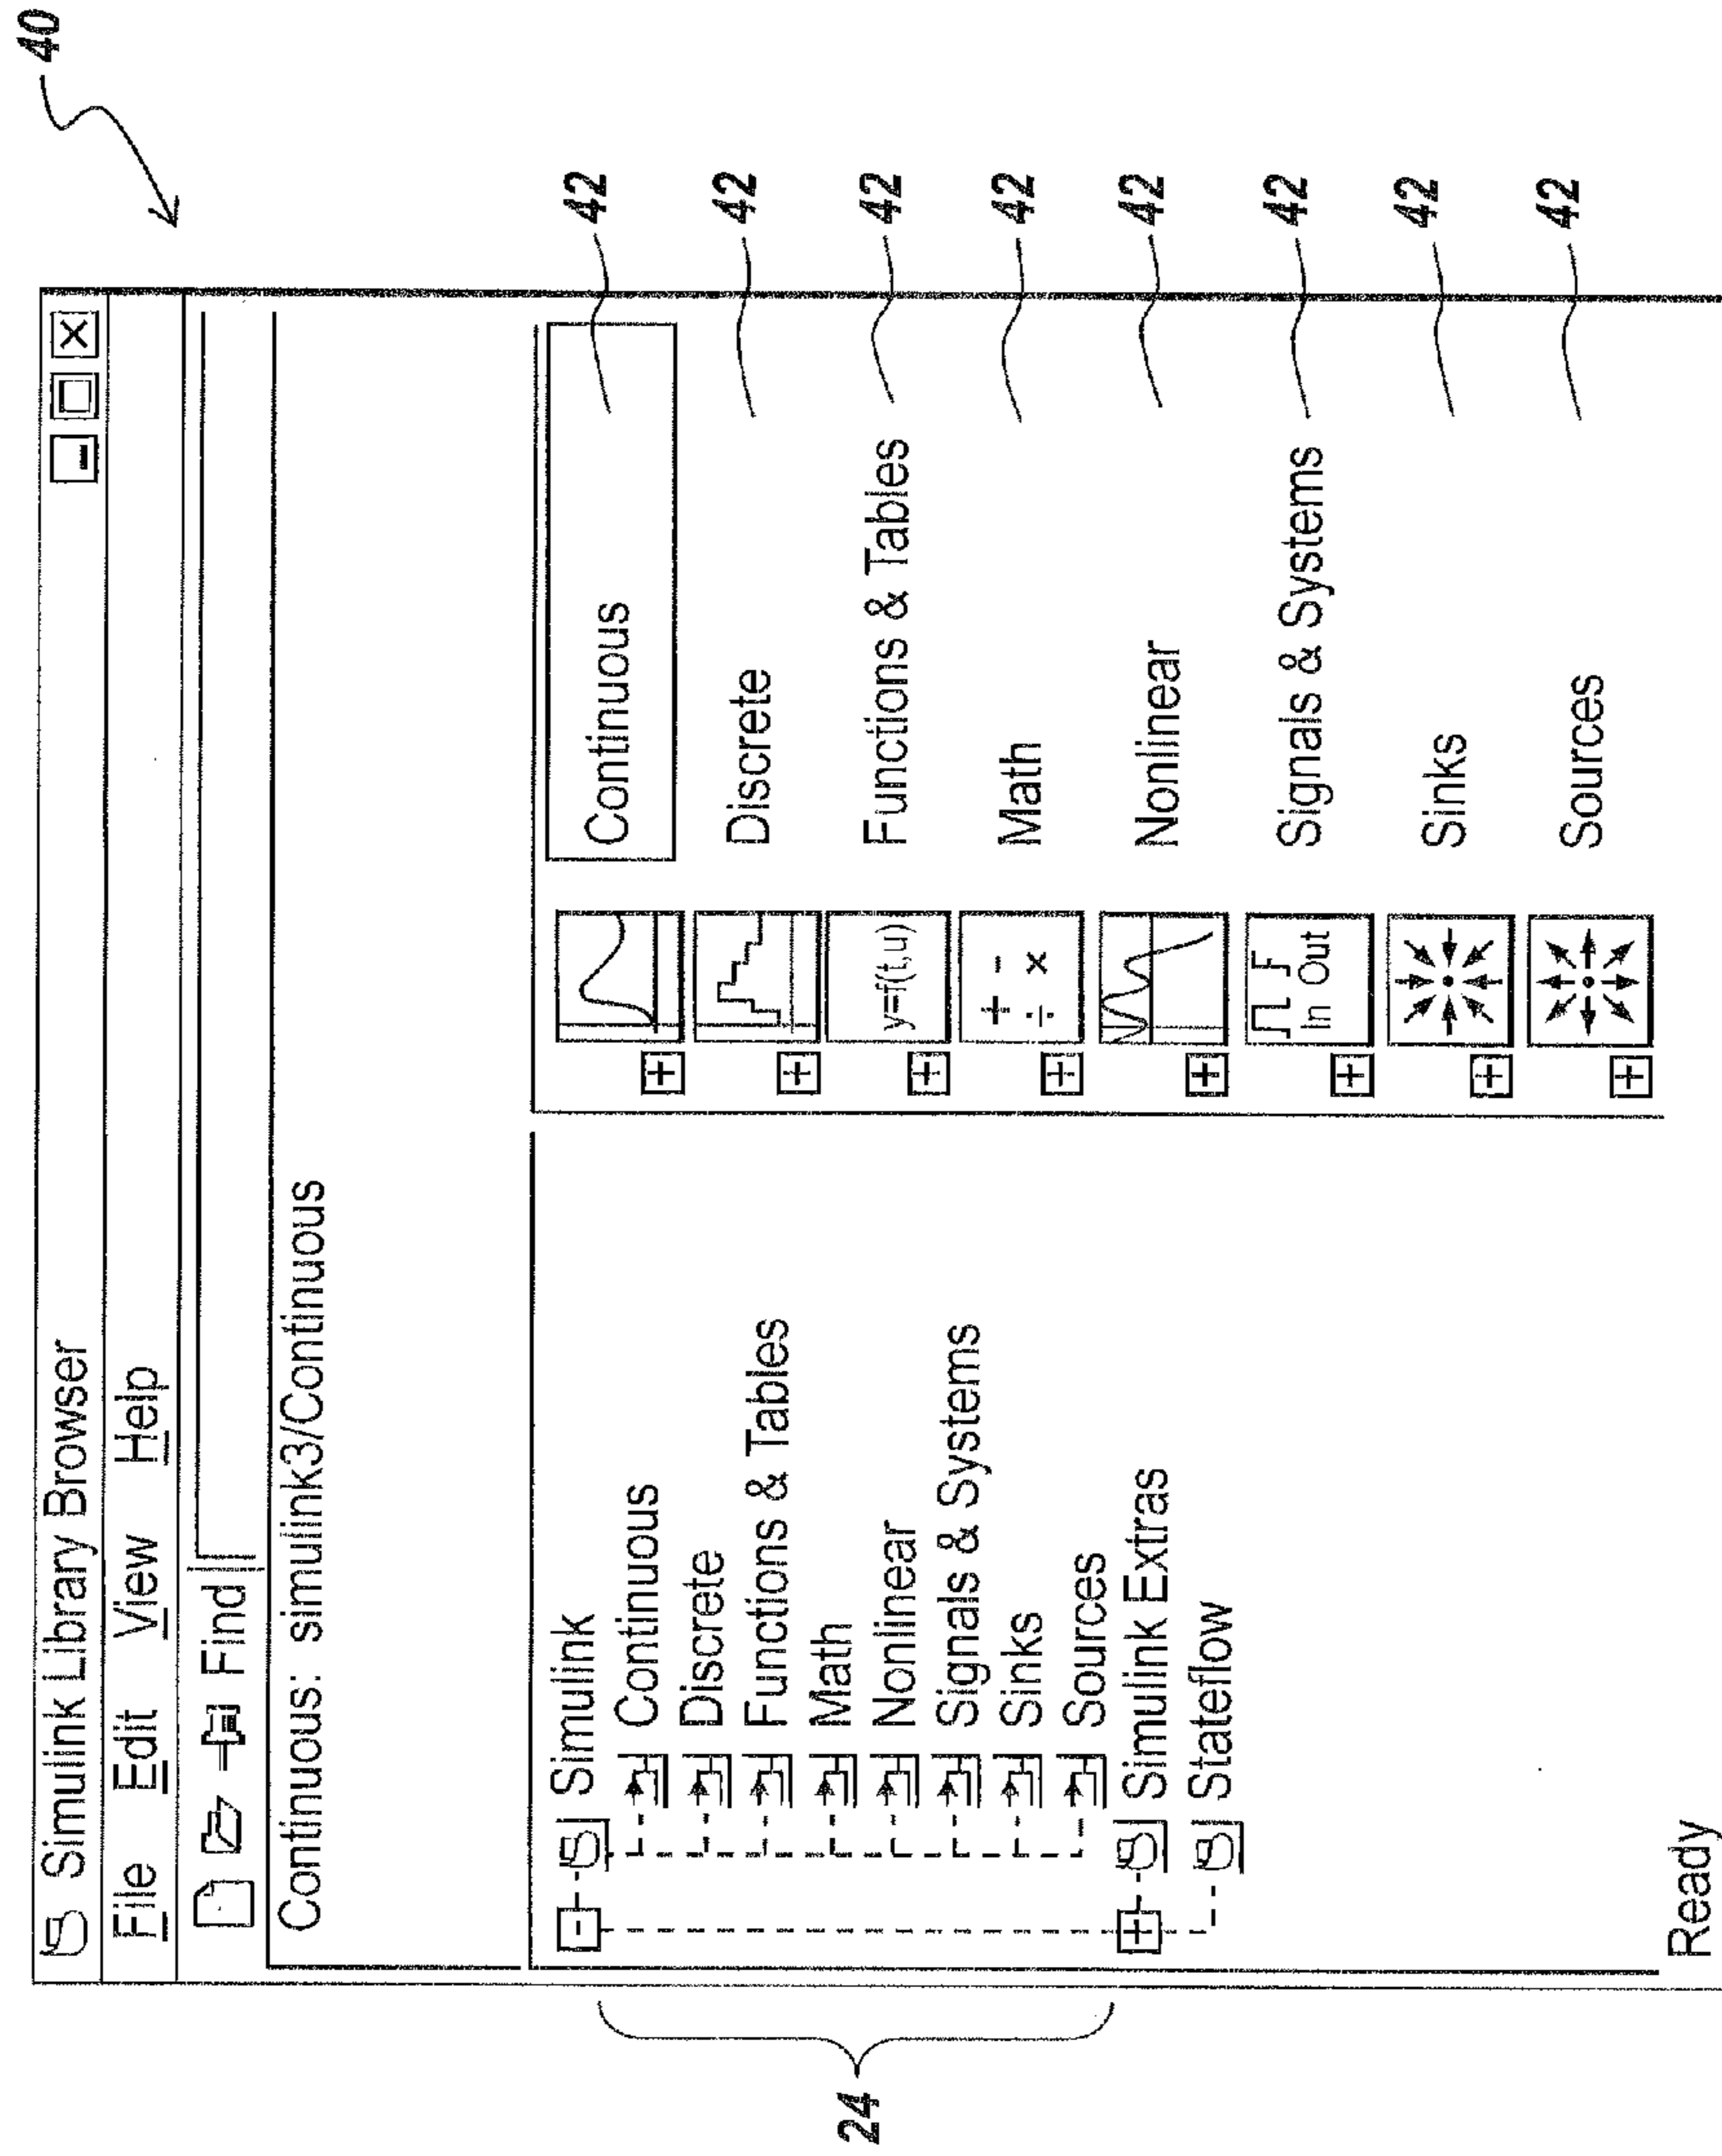 40
Simulink Library Browser
File Edit View Help
Find
Continuous: simulink3/Continuous
24
Simulink
Continuous
Discrete
Functions & Tables
Math
Nonlinear
Signals & Systems
Sinks
Sources
Simulink Extras
Stateflow
Continuous 42
Discrete 42
y=f(t,u) Functions & Tables 42
+ -
÷ × Math 42
Nonlinear 42
In Out Signals & Systems 42
Sinks 42
Sources 42
Ready